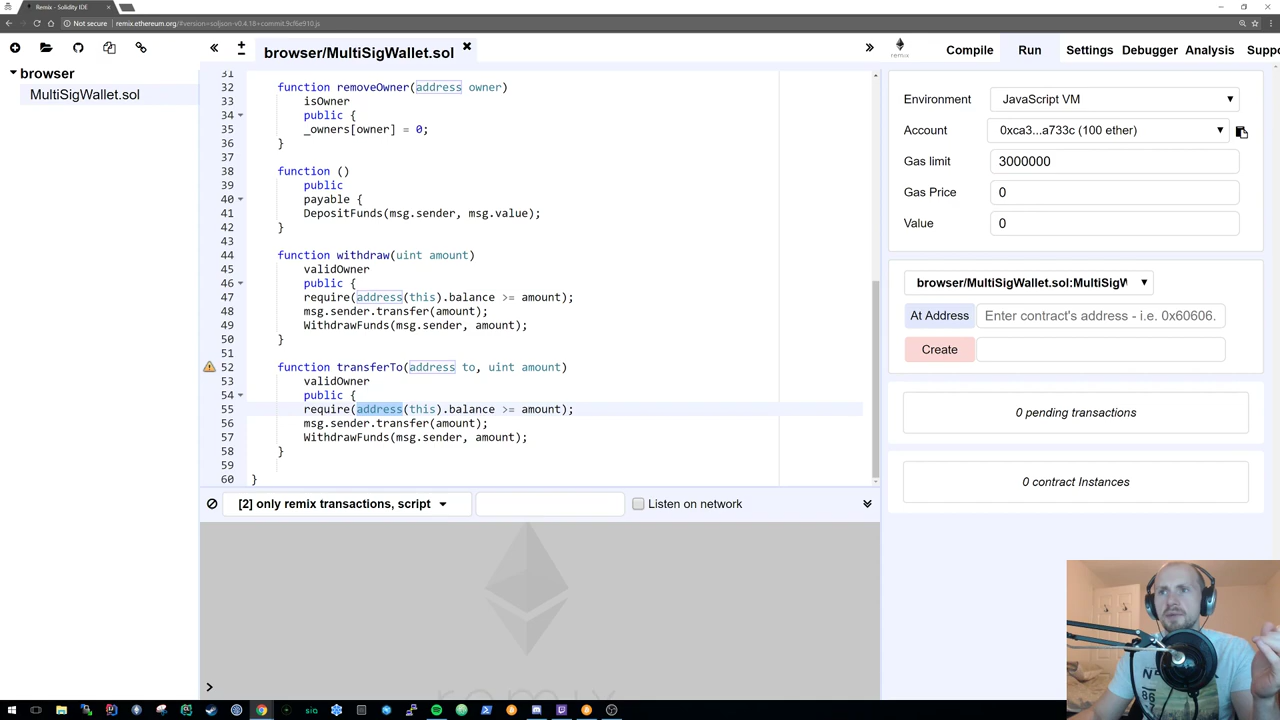 Remix - Solidity IDE
Not secure | remix.ethereum.org/#version=soljson-v0.4.18+commit.9cf6e910.js
browser
MultiSigWallet.sol
browser/MultiSigWallet.sol
31
32 function removeOwner(address owner)
33 isOwner
34 public {
35 _owners[owner] = 0;
36 }
37
38 function ()
39 public
40 payable {
41 DepositFunds(msg.sender, msg.value);
42 }
43
44 function withdraw(uint amount)
45 validOwner
46 public {
47 require(address(this).balance >= amount);
48 msg.sender.transfer(amount);
49 WithdrawFunds(msg.sender, amount);
50 }
51
52 function transferTo(address to, uint amount)
53 validOwner
54 public {
55 require(address(this).balance >= amount);
56 msg.sender.transfer(amount);
57 WithdrawFunds(msg.sender, amount);
58 }
59
60 }
[2] only remix transactions, script
Listen on network
>
remix
remix
Compile Run Settings Debugger Analysis Suppo
Environment JavaScript VM
Account 0xca3...a733c (100 ether)
Gas limit 3000000
Gas Price 0
Value 0
browser/MultiSigWallet.sol:MultiSigW
At Address Enter contract's address - i.e. 0x60606.
Create
0 pending transactions
0 contract Instances
sia